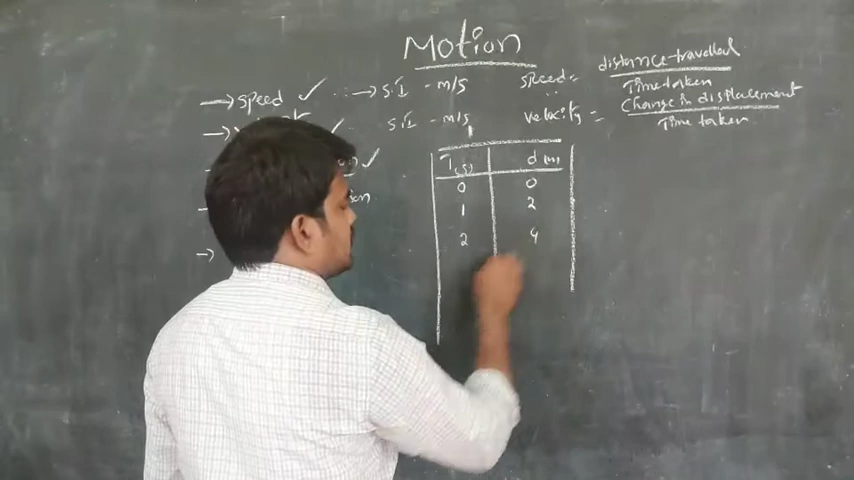 Motion
→ speed ✓ → S.I - m/s
speed = distance travelled
Time taken
→ S.I - m/s
velocity = change in displacement
Time taken
T(s) d(m)
0 0
1 2
2 4